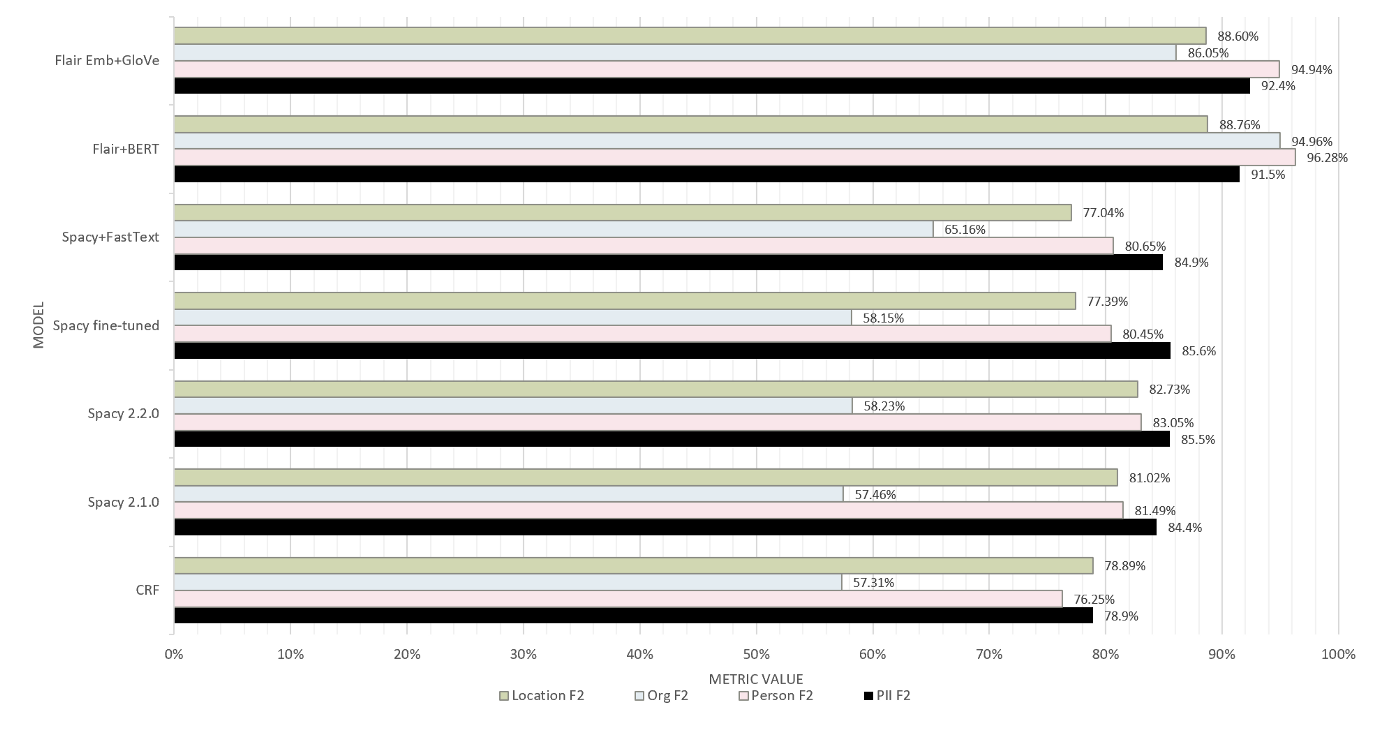 Flair Emb+GloVe
88.60%
86.05%
94.94%
92.4%
Flair+BERT
88.76%
94.96%
96.28%
91.5%
Spacy+FastText
77.04%
65.16%
80.65%
84.9%
Spacy fine-tuned
77.39%
58.15%
80.45%
85.6%
Spacy 2.2.0
82.73%
58.23%
83.05%
85.5%
Spacy 2.1.0
81.02%
57.46%
81.49%
84.4%
CRF
78.89%
57.31%
76.25%
78.9%
MODEL
0% 10% 20% 30% 40% 50% 60% 70% 80% 90% 100%
METRIC VALUE
Location F2 Org F2 Person F2 PII F2